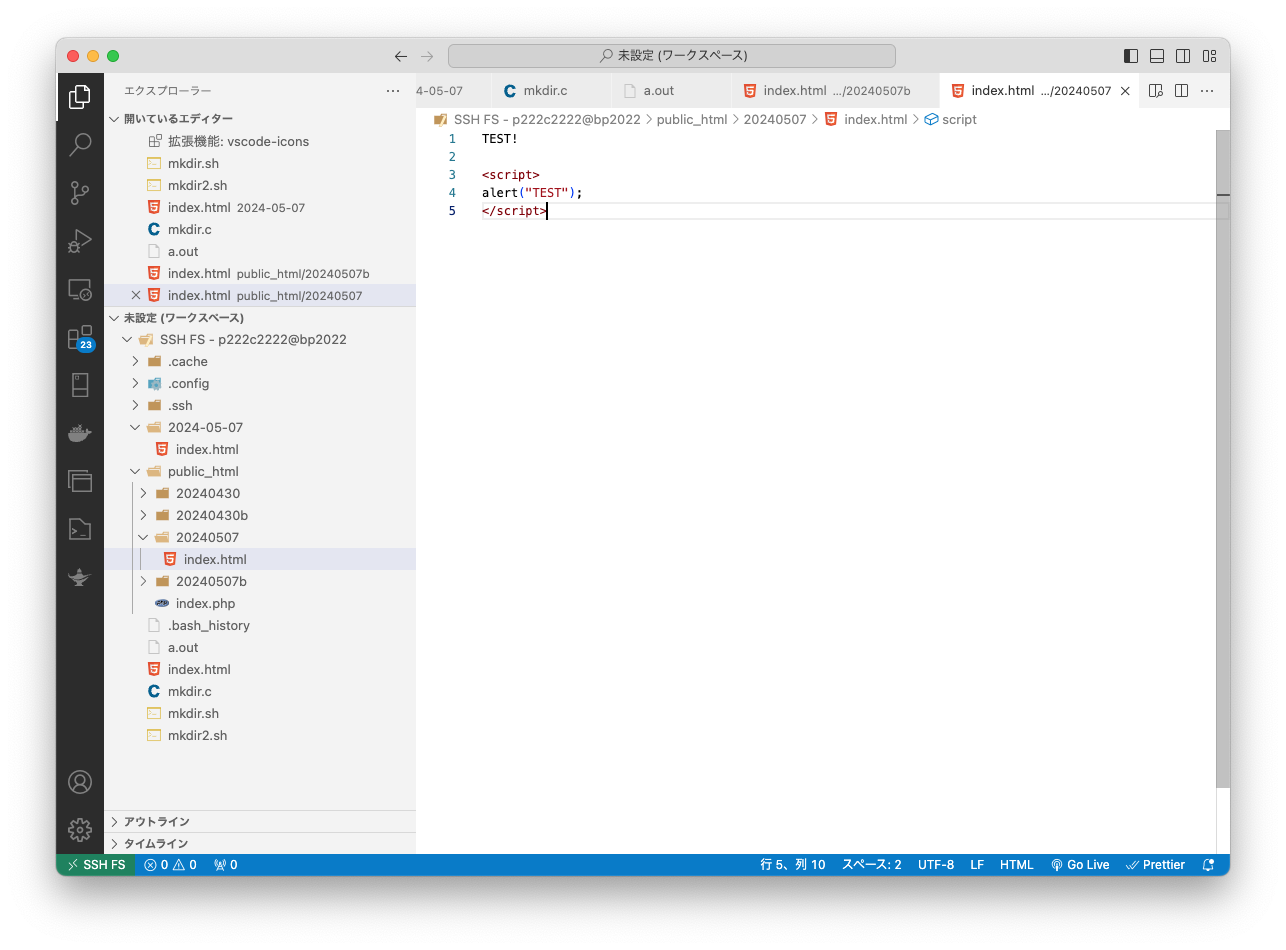 未設定 (ワークスペース)
エクスプローラー
開いているエディター
拡張機能: vscode-icons
mkdir.sh
mkdir2.sh
index.html 2024-05-07
mkdir.c
a.out
index.html public_html/20240507b
index.html public_html/20240507
未設定 (ワークスペース)
SSH FS - p222c2222@bp2022
.cache
.config
.ssh
2024-05-07
index.html
public_html
20240430
20240430b
20240507
index.html
20240507b
index.php
.bash_history
a.out
index.html
mkdir.c
mkdir.sh
mkdir2.sh
アウトライン
タイムライン
23
4-05-07 mkdir.c a.out index.html .../20240507b index.html .../20240507
SSH FS - p222c2222@bp2022 > public_html > 20240507 > index.html > script
1 TEST!
2
3 <script>
4 alert("TEST");
5 </script>
SSH FS 0 0 0 行 5、列 10 スペース: 2 UTF-8 LF HTML Go Live Prettier